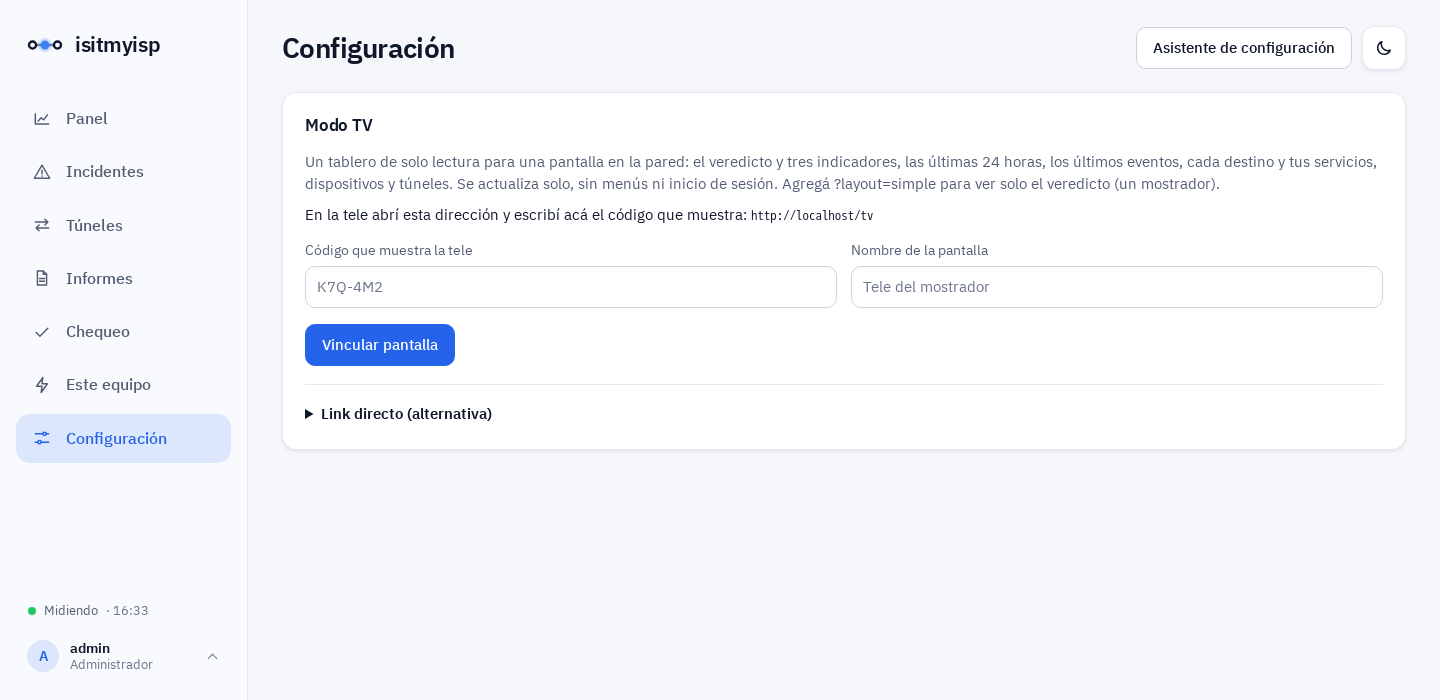 isitmyisp
Panel
Incidentes
Túneles
Informes
Chequeo
Este equipo
Configuración
Midiendo · 16:33
A
admin
Administrador
Configuración
Asistente de configuración
Modo TV
Un tablero de solo lectura para una pantalla en la pared: el veredicto y tres indicadores, las últimas 24 horas, los últimos eventos, cada destino y tus servicios,
dispositivos y túneles. Se actualiza solo, sin menús ni inicio de sesión. Agregá ?layout=simple para ver solo el veredicto (un mostrador).
En la tele abrí esta dirección y escribí acá el código que muestra: http://localhost/tv
Código que muestra la tele
Nombre de la pantalla
K7Q-4M2
Tele del mostrador
Vincular pantalla
Link directo (alternativa)